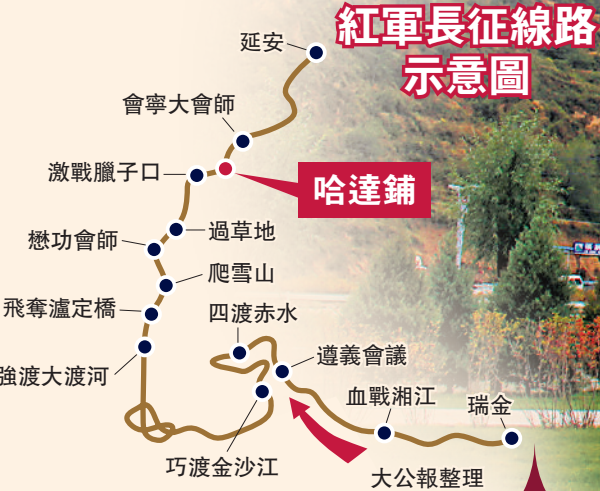 紅軍長征線路
示意圖
延安
會寧大會師
激戰臘子口
哈達鋪
過草地
懋功會師
爬雪山
飛奪瀘定橋
四渡赤水
強渡大渡河
遵義會議
血戰湘江
瑞金
巧渡金沙江
大公報整理